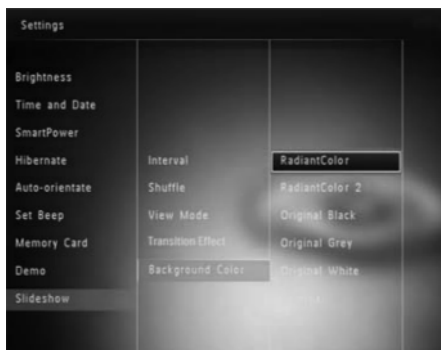 Settings
Brightness
Time and Date
SmartPower
Hibernate
Auto-orientate
Set Beep
Memory Card
Demo
Slideshow
Interval
Shuffle
View Mode
Transition Effect
Background Color
RadiantColor
RadiantColor 2
Original Black
Original Grey
Original White